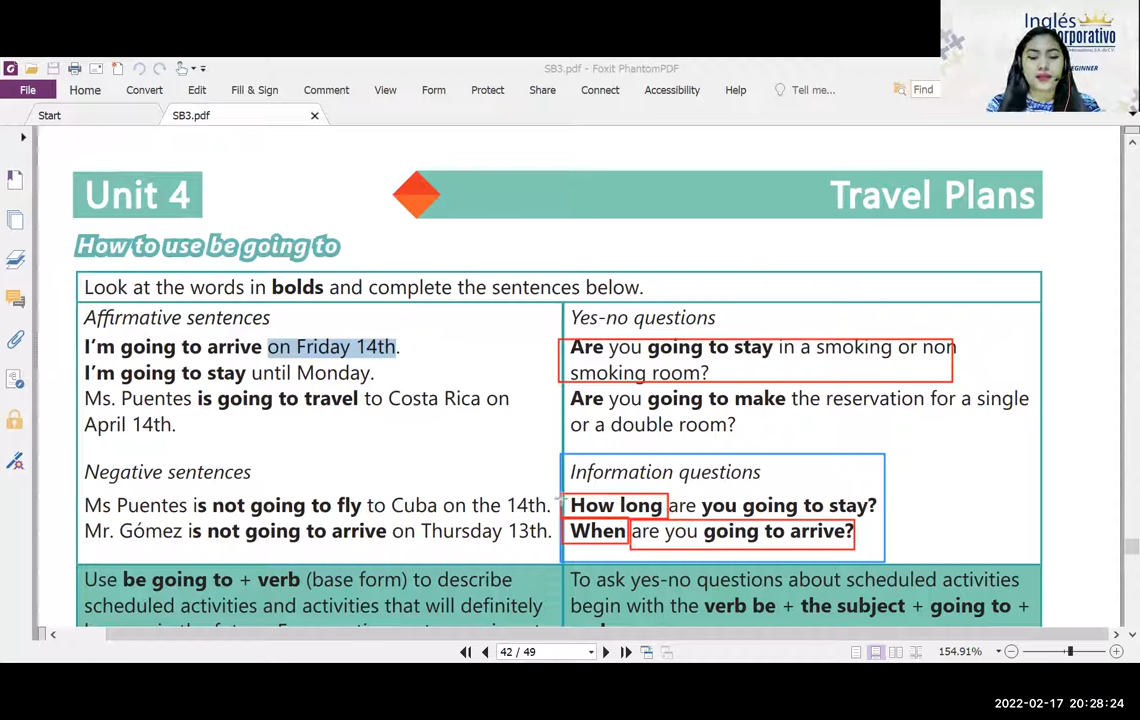 Inglés
Corporativo
BEGINNER
SB3.pdf - Foxit PhantomPDF
File Home Convert Edit Fill & Sign Comment View Form Protect Share Connect Accessibility Help Tell me... Find
Start SB3.pdf
Unit 4 Travel Plans
How to use be going to
Look at the words in bolds and complete the sentences below.
Affirmative sentences
I'm going to arrive on Friday 14th.
I'm going to stay until Monday.
Ms. Puentes is going to travel to Costa Rica on
April 14th.
Negative sentences
Ms Puentes is not going to fly to Cuba on the 14th.
Mr. Gómez is not going to arrive on Thursday 13th.
Use be going to + verb (base form) to describe
scheduled activities and activities that will definitely
Yes-no questions
Are you going to stay in a smoking or non
smoking room?
Are you going to make the reservation for a single
or a double room?
Information questions
How long are you going to stay?
When are you going to arrive?
To ask yes-no questions about scheduled activities
begin with the verb be + the subject + going to +
42 / 49
154.91%
2022-02-17 20:28:24